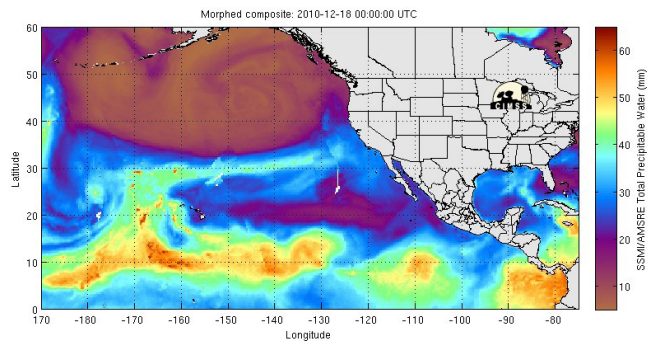 Morphed composite: 2010-12-18 00:00:00 UTC
60
50
40
30
20
10
0
Latitude
170 -180 -170 -160 -150 -140 -130 -120 -110 -100 -90 -80
Longitude
60
50
40
30
20
10
SSMI/AMSRE Total Precipitable Water (mm)